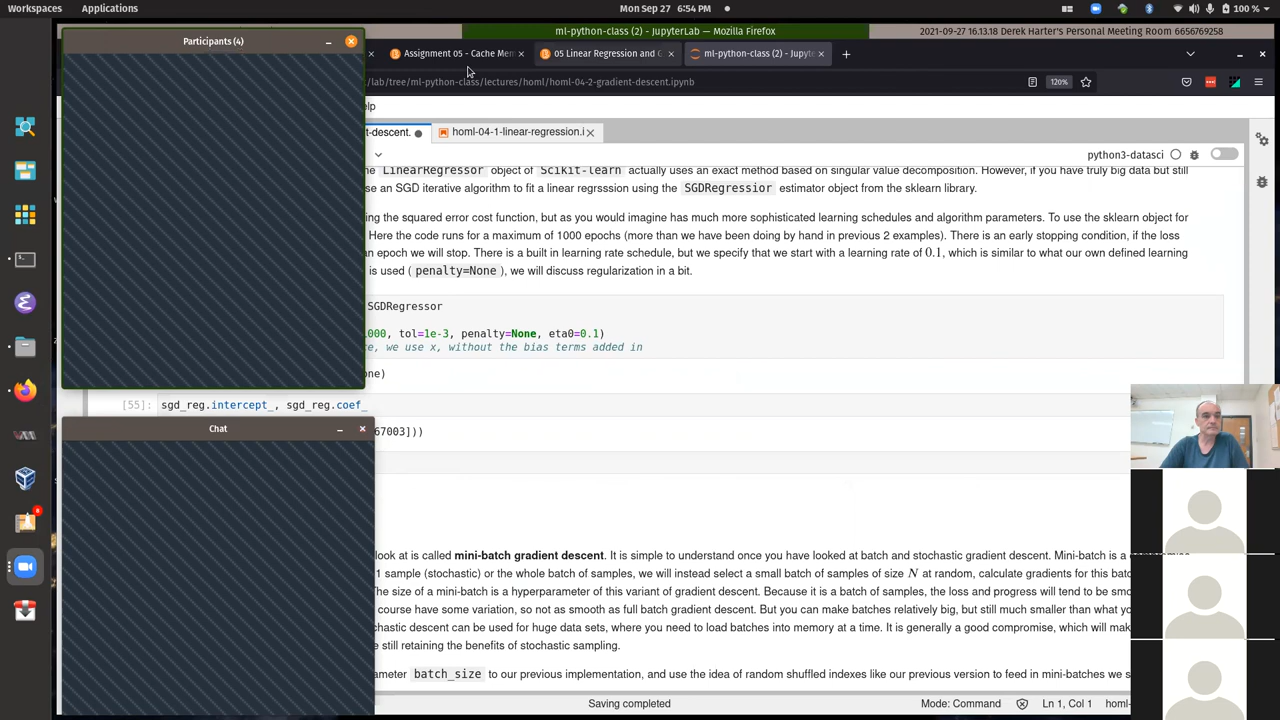 Workspaces Applications Mon Sep 27 6:54 PM 100 %
ml-python-class (2) - JupyterLab — Mozilla Firefox
2021-09-27 16.13.18 Derek Harter's Personal Meeting Room 6656769258
Participants (4)
Assignment 05 - Cache Mem
05 Linear Regression and G
ml-python-class (2) - Jupyte
/lab/tree/ml-python-class/lectures/homl/homl-04-2-gradient-descent.ipynb 120%
elp
t-descent. homl-04-1-linear-regression.i
python3-datasci
ne LinearRegressor object of Scikit-learn actually uses an exact method based on singular value decomposition. However, if you have truly big data but still
se an SGD iterative algorithm to fit a linear regrsssion using the SGDRegressior estimator object from the sklearn library.
ing the squared error cost function, but as you would imagine has much more sophisticated learning schedules and algorithm parameters. To use the sklearn object for
Here the code runs for a maximum of 1000 epochs (more than we have been doing by hand in previous 2 examples). There is an early stopping condition, if the loss
an epoch we will stop. There is a built in learning rate schedule, but we specify that we start with a learning rate of 0.1, which is similar to what our own defined learning
is used ( penalty=None ), we will discuss regularization in a bit.
SGDRegressor
000, tol=1e-3, penalty=None, eta0=0.1)
e, we use x, without the bias terms added in
one)
[55]: sgd_reg.intercept_, sgd_reg.coef_
Chat
67003]))
look at is called mini-batch gradient descent. It is simple to understand once you have looked at batch and stochastic gradient descent. Mini-batch is a
1 sample (stochastic) or the whole batch of samples, we will instead select a small batch of samples of size N at random, calculate gradients for this batc
The size of a mini-batch is a hyperparameter of this variant of gradient descent. Because it is a batch of samples, the loss and progress will tend to be smo
course have some variation, so not as smooth as full batch gradient descent. But you can make batches relatively big, but still much smaller than what yo
chastic descent can be used for huge data sets, where you need to load batches into memory at a time. It is generally a good compromise, which will mak
e still retaining the benefits of stochastic sampling.
ameter batch_size to our previous implementation, and use the idea of random shuffled indexes like our previous version to feed in mini-batches we s
Saving completed Mode: Command Ln 1, Col 1 homl-